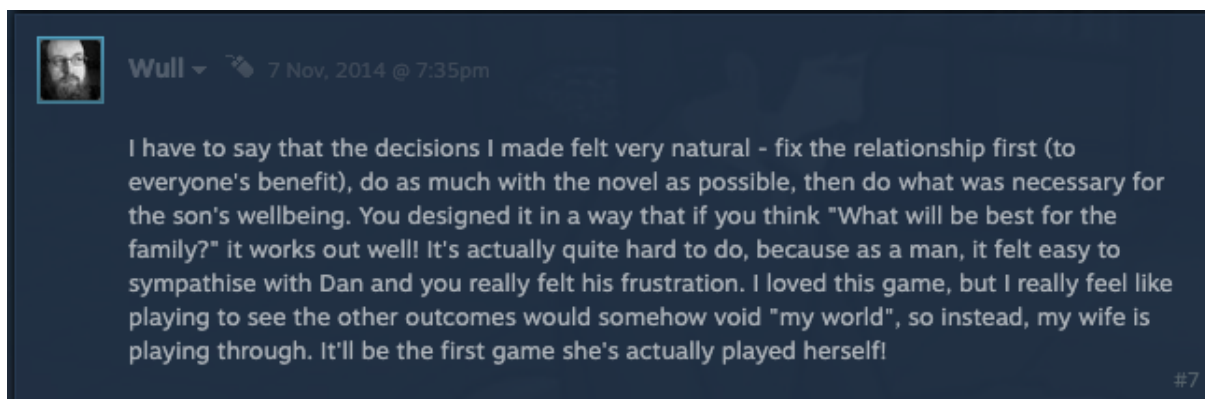 Wull
7 Nov, 2014 @ 7:35pm
I have to say that the decisions I made felt very natural - fix the relationship first (to
everyone's benefit), do as much with the novel as possible, then do what was necessary for
the son's wellbeing. You designed it in a way that if you think "What will be best for the
family?" it works out well! It's actually quite hard to do, because as a man, it felt easy to
sympathise with Dan and you really felt his frustration. I loved this game, but I really feel like
playing to see the other outcomes would somehow void "my world", so instead, my wife is
playing through. It'll be the first game she's actually played herself!
#7